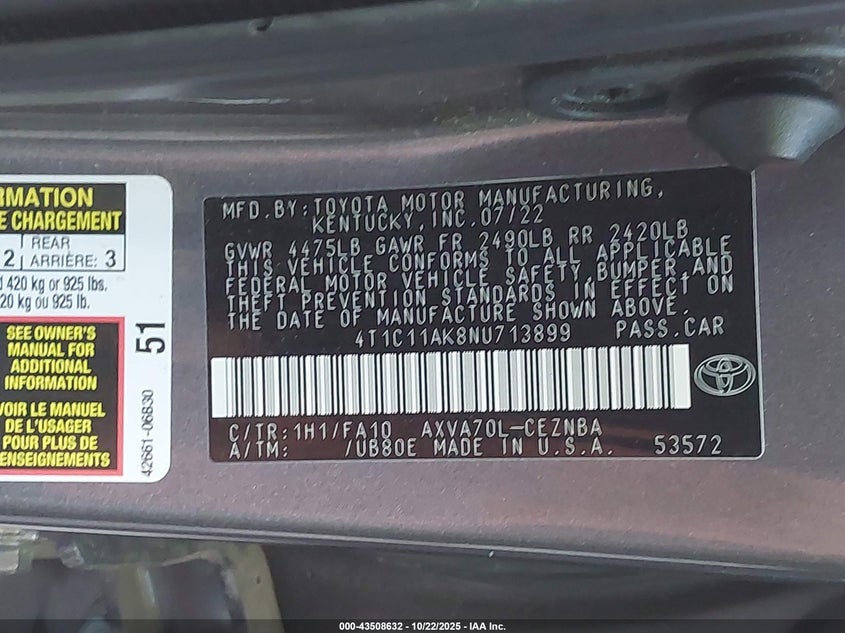 RMATION
E CHARGEMENT
2
REAR
ARRIÈRE: 3
420 kg or 925 lbs.
20 kg ou 925 lb.
SEE OWNER'S
MANUAL FOR
ADDITIONAL
INFORMATION
VOIR LE MANUEL
DE L'USAGER
POUR PLUS DE
RENSEIGNEMENTS
51
42661-06830
MFD. BY: TOYOTA MOTOR MANUFACTURING,
KENTUCKY, INC. 07/22
GVWR 4475LB GAWR FR 2490LB RR 2420LB
THIS VEHICLE CONFORMS TO ALL APPLICABLE
FEDERAL MOTOR VEHICLE SAFETY, BUMPER, AND
THEFT PREVENTION STANDARDS IN EFFECT ON
THE DATE OF MANUFACTURE SHOWN ABOVE.
4T1C11AK8NU713899 PASS.CAR
C/TR: 1H1/FA10 AXVA70L-CEZNBA
A/TM: /UB80E MADE IN U.S.A. 53572
000-43508632 - 10/22/2025 - IAA Inc.